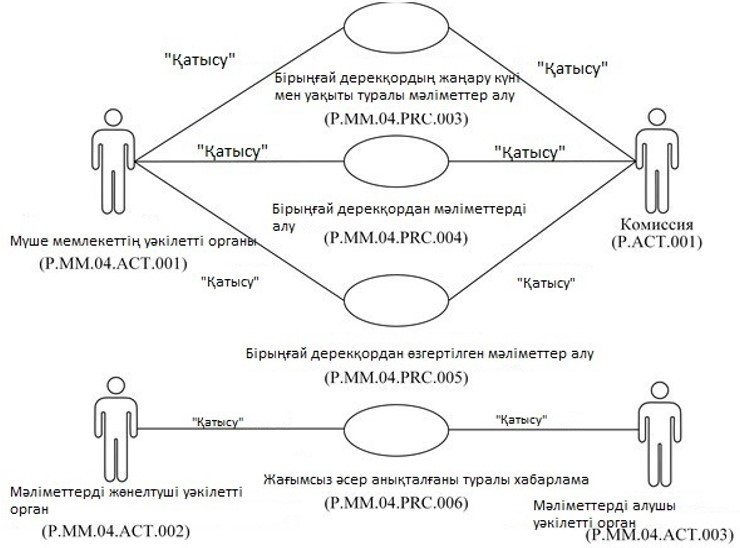 "Қатысу"
"Қатысу"
Бірыңғай дерекқордың жаңару күні
мен уақыты туралы мәліметтер алу
(P.MM.04.PRC.003)
"Қатысу"
"Қатысу"
Бірыңғай дерекқордан мәліметтерді
алу
(P.MM.04.PRC.004)
Мүше мемлекеттің уәкілетті органы
(P.MM.04.ACT.001)
Комиссия
(P.ACT.001)
"Қатысу"
"Қатысу"
Бірыңғай дерекқордан өзгертілген мәліметтер алу
(P.MM.04.PRC.005)
"Қатысу"
"Қатысу"
Жағымсыз әсер анықталғаны туралы хабарлама
(P.MM.04.PRC.006)
Мәліметтерді жөнелтуші уәкілетті
орган
(P.MM.04.ACT.002)
Мәліметтерді алушы
уәкілетті орган
(P.MM.04.ACT.003)